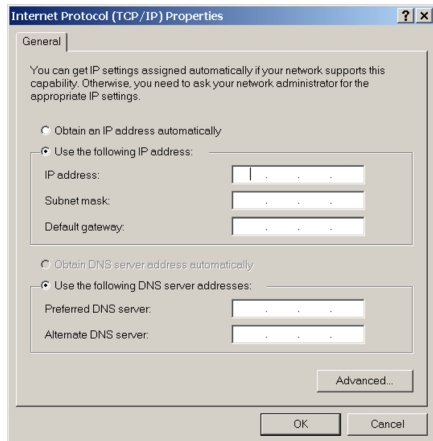 Internet Protocol (TCP/IP) Properties
General
You can get IP settings assigned automatically if your network supports this
capability. Otherwise, you need to ask your network administrator for the
appropriate IP settings.
Obtain an IP address automatically
Use the following IP address:
IP address:
Subnet mask:
Default gateway:
Obtain DNS server address automatically
Use the following DNS server addresses:
Preferred DNS server:
Alternate DNS server:
Advanced...
OK Cancel